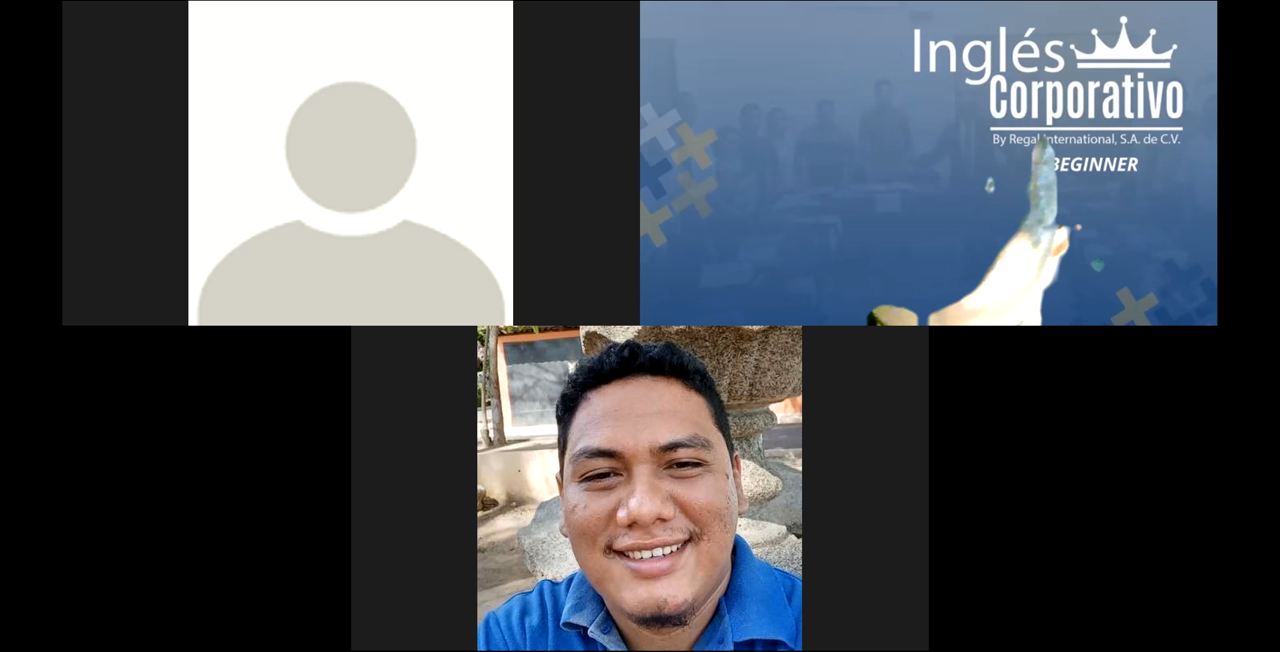 Inglés
Corporativo
By Regal International, S.A. de C.V.
BEGINNER